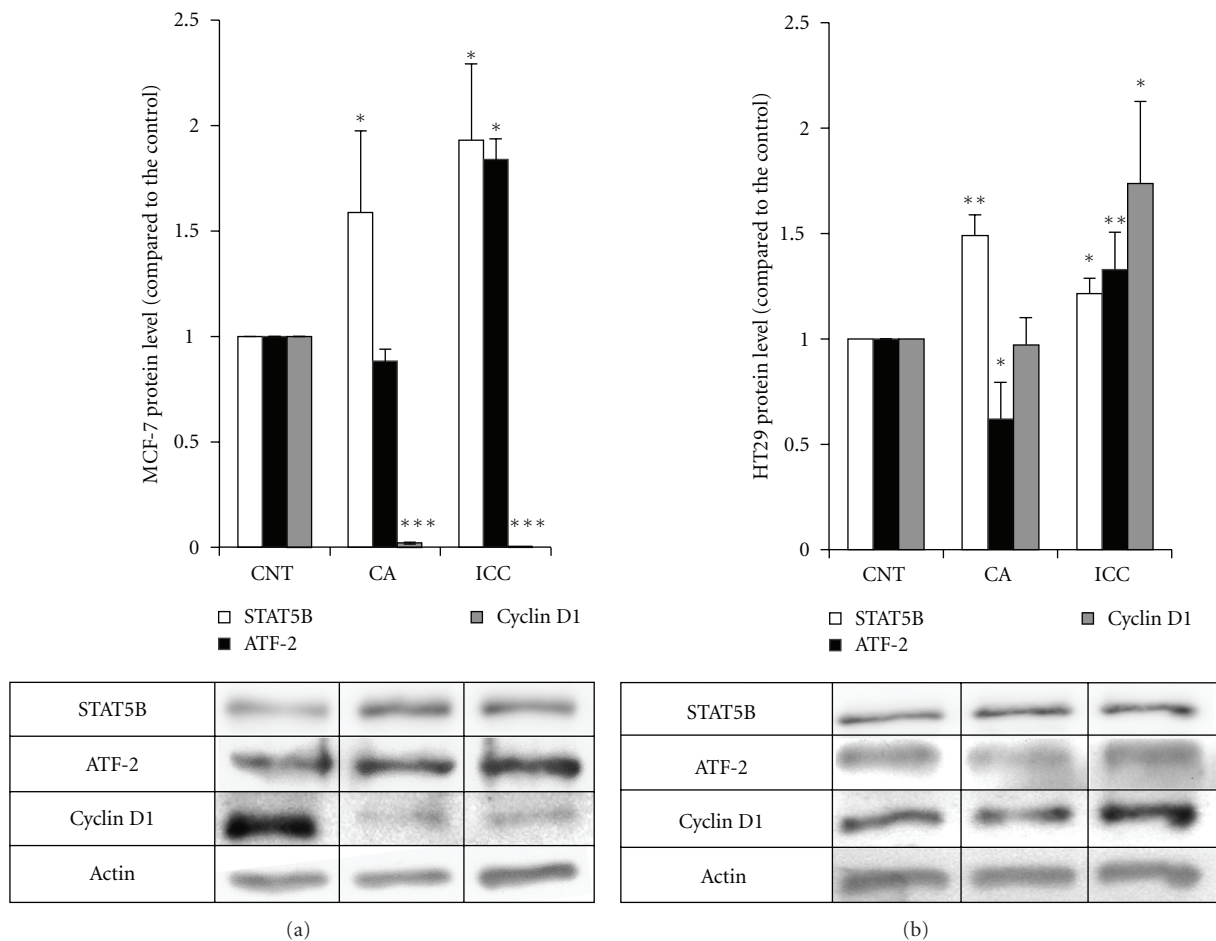 MCF-7 protein level (compared to the control)
2.5
2
1.5
1
0.5
0
*
***
*
*
***
CNT CA ICC
STAT5B
ATF-2
Cyclin D1
STAT5B
ATF-2
Cyclin D1
Actin
(a)
HT29 protein level (compared to the control)
2.5
2
1.5
1
0.5
0
**
*
*
**
*
CNT CA ICC
STAT5B
ATF-2
Cyclin D1
STAT5B
ATF-2
Cyclin D1
Actin
(b)